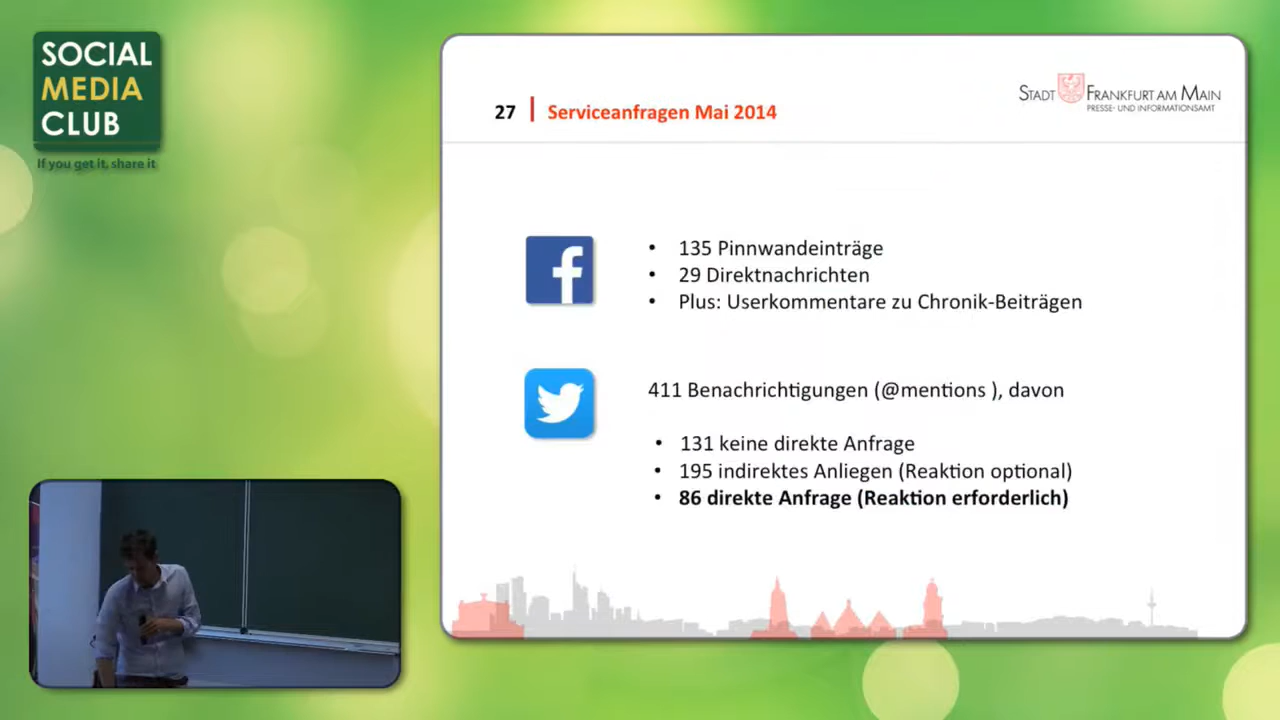 SOCIAL
MEDIA
CLUB
If you get it, share it
27 Serviceanfragen Mai 2014
STADT FRANKFURT AM MAIN
PRESSE- UND INFORMATIONSAMT
• 135 Pinnwandeinträge
• 29 Direktnachrichten
• Plus: Userkommentare zu Chronik-Beiträgen
411 Benachrichtigungen (@mentions ), davon
• 131 keine direkte Anfrage
• 195 indirektes Anliegen (Reaktion optional)
• 86 direkte Anfrage (Reaktion erforderlich)